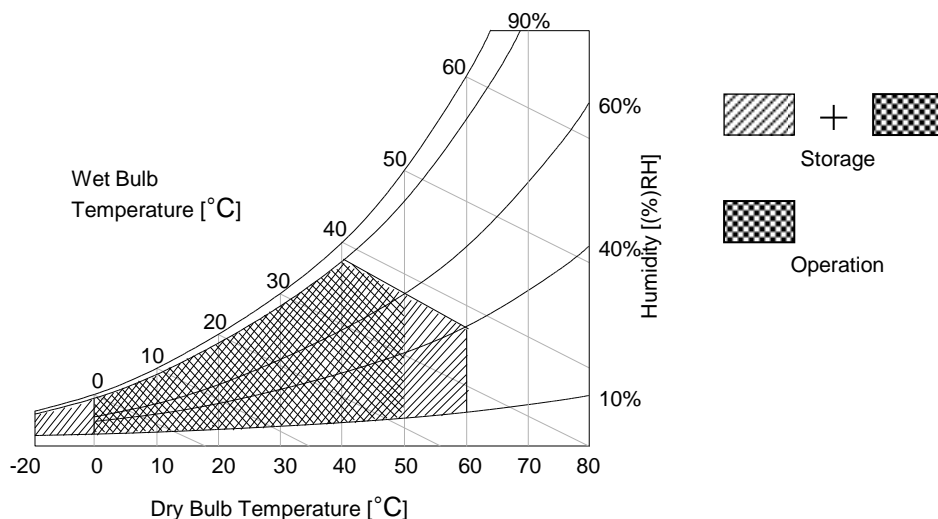 90%
60
60%
50
Wet Bulb
Temperature [°C]
40
40%
30
20
10
0
10%
Humidity [(%)RH]
-20 0 10 20 30 40 50 60 80
Dry Bulb Temperature [°C]
+
Storage
Operation